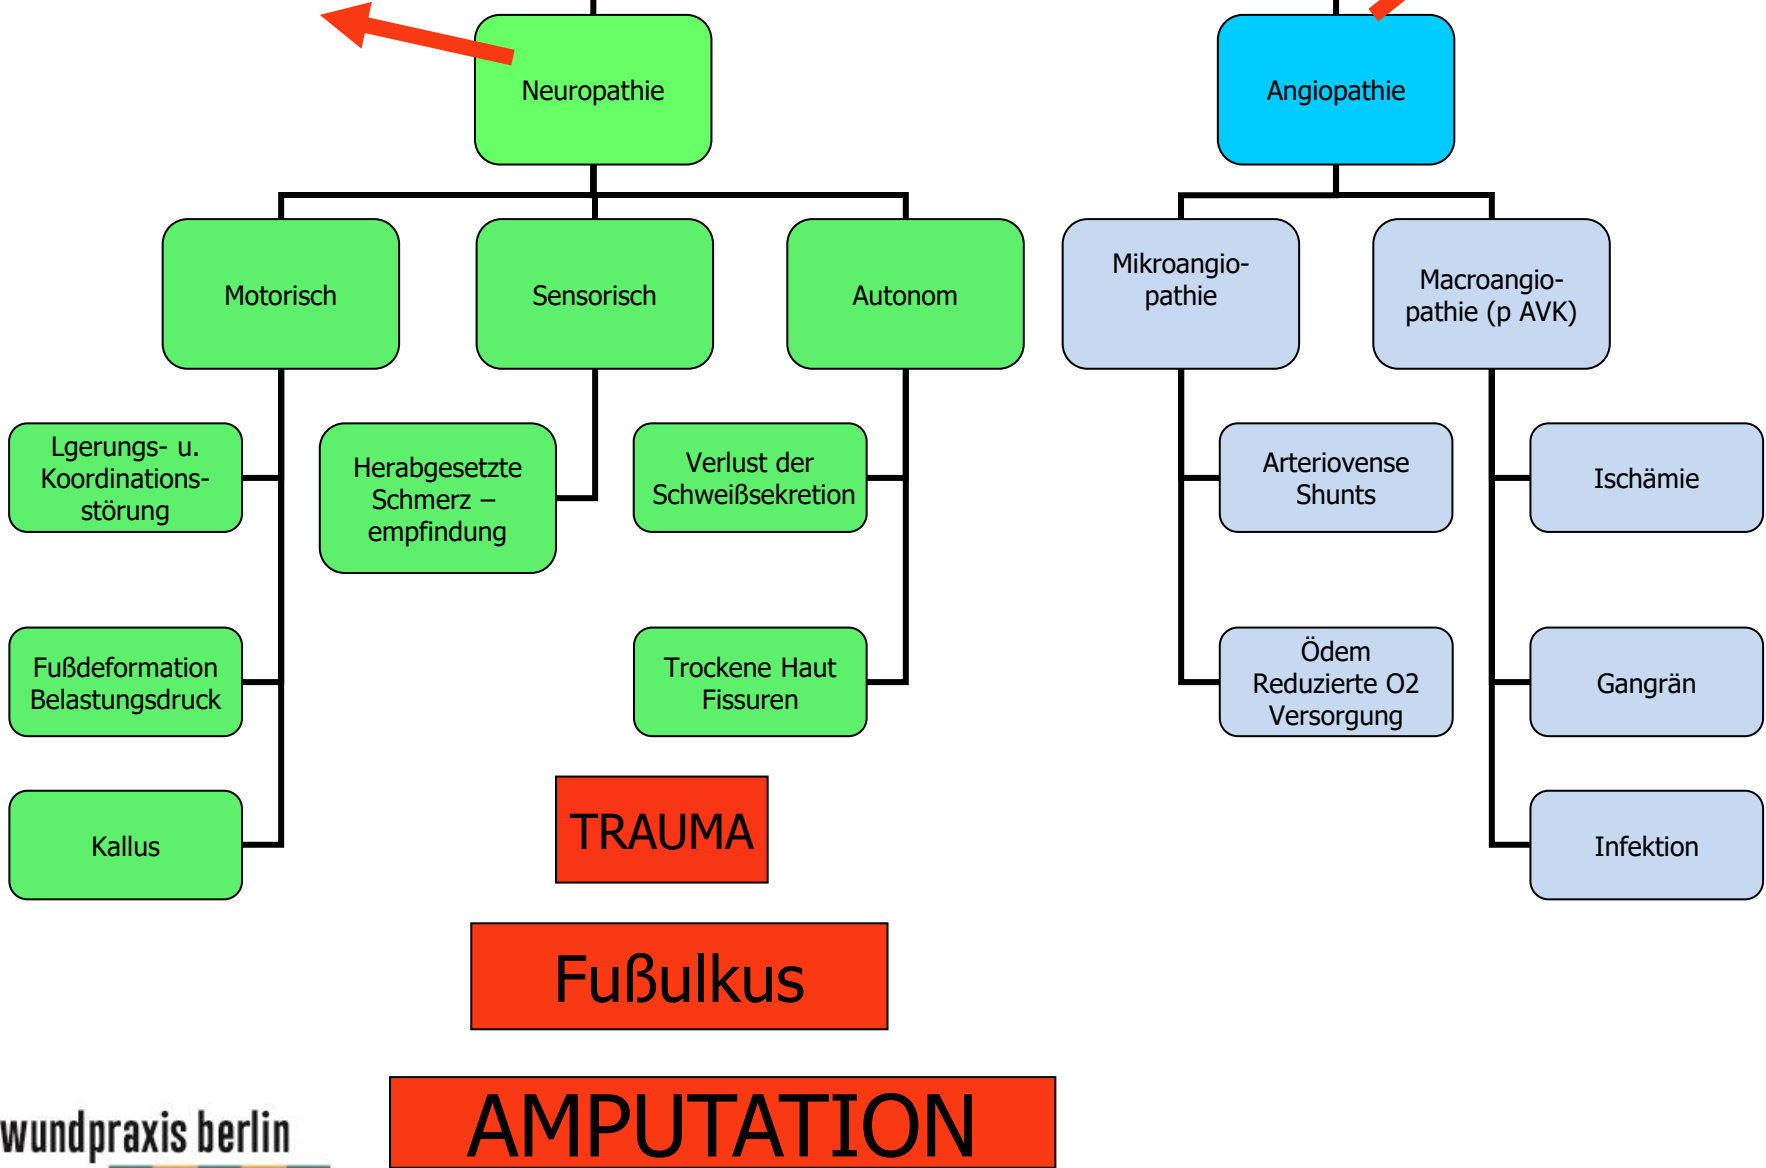 Neuropathie
Angiopathie
Motorisch
Sensorisch
Autonom
Mikroangio-
pathie
Macroangio-
pathie (p AVK)
Lgerungs- u.
Koordinations-
störung
Herabgesetzte
Schmerz –
empfindung
Verlust der
Schweißsekretion
Arteriovense
Shunts
Ischämie
Fußdeformation
Belastungsdruck
Trockene Haut
Fissuren
Ödem
Reduzierte O2
Versorgung
Gangrän
Kallus
TRAUMA
Infektion
Fußulkus
AMPUTATION
wundpraxis berlin